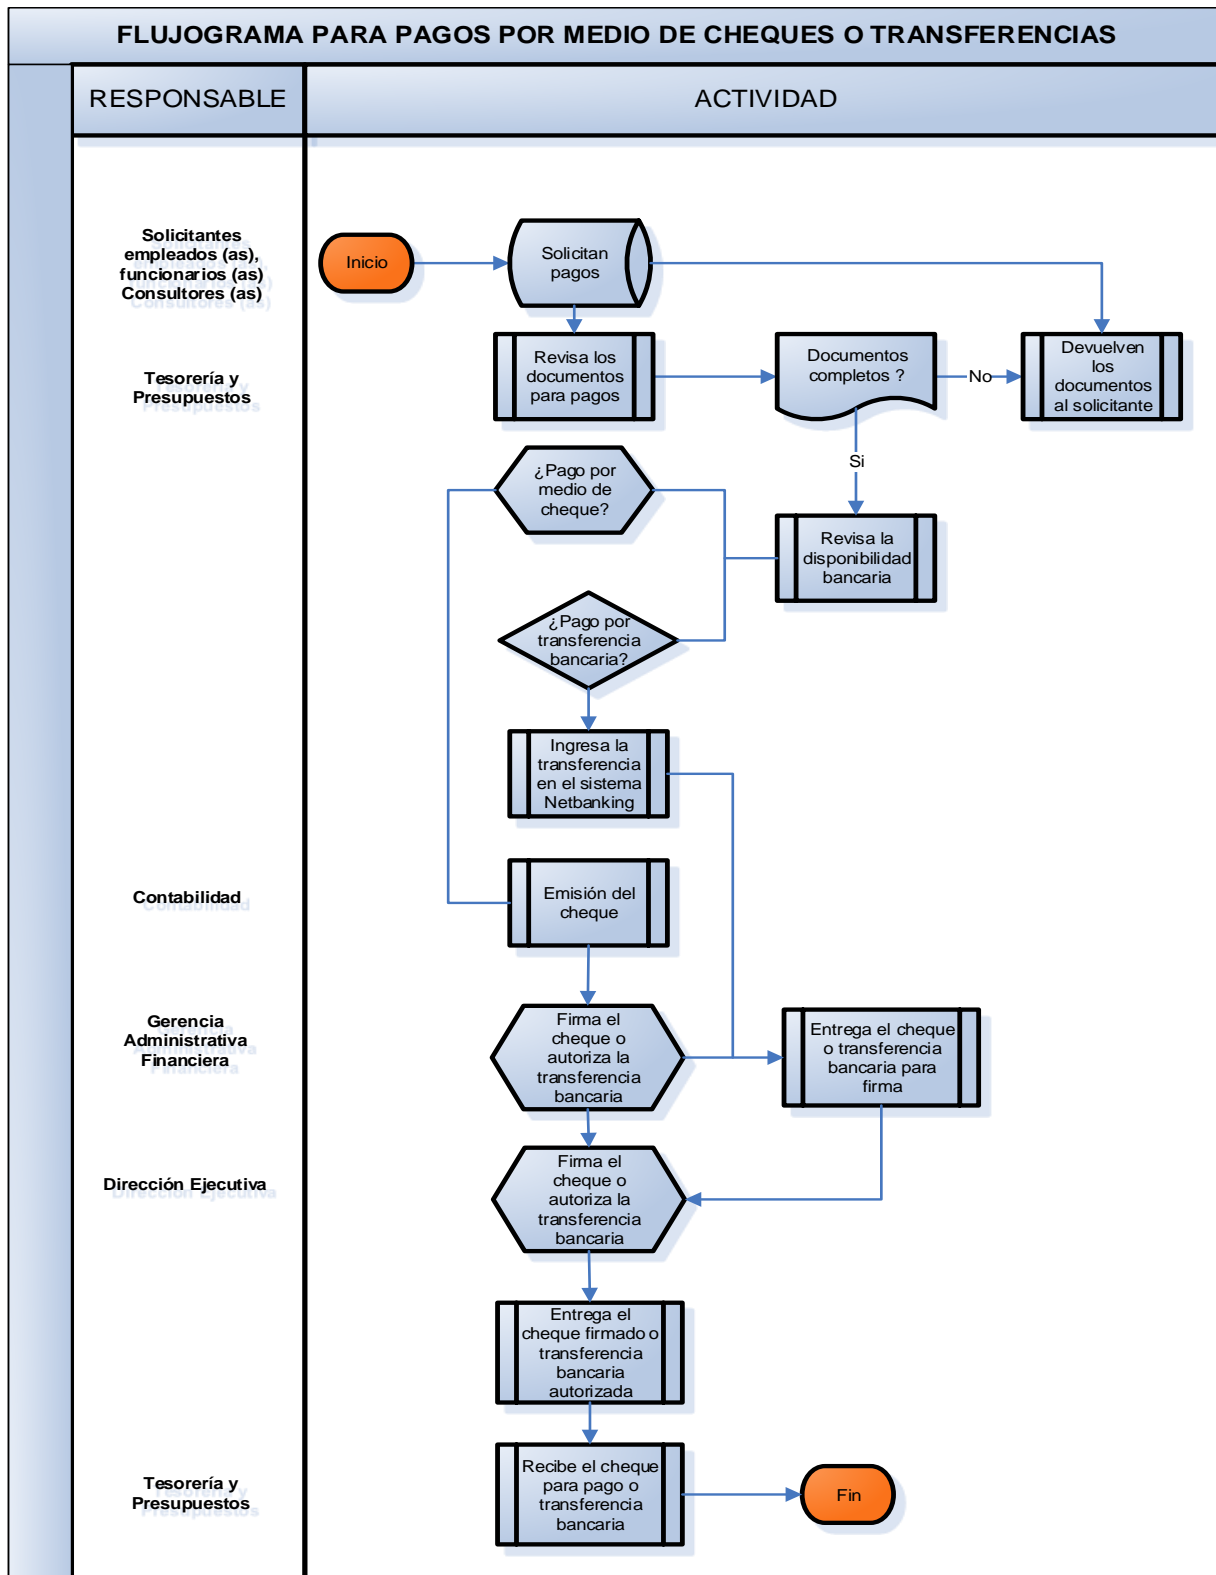 FLUJOGRAMA PARA PAGOS POR MEDIO DE CHEQUES O TRANSFERENCIAS
RESPONSABLE
ACTIVIDAD
Solicitantes
empleados (as),
funcionarios (as)
Consultores (as)
Inicio
Solicitan
pagos
Tesorería y
Presupuestos
Revisa los
documentos
para pagos
Documentos
completos ?
No
Devuelven
los
documentos
al solicitante
Si
¿Pago por
medio de
cheque?
Revisa la
disponibilidad
bancaria
¿Pago por
transferencia
bancaria?
Ingresa la
transferencia
en el sistema
Netbanking
Contabilidad
Emisión del
cheque
Gerencia
Administrativa
Financiera
Firma el
cheque o
autoriza la
transferencia
bancaria
Entrega el cheque
o transferencia
bancaria para
firma
Dirección Ejecutiva
Firma el
cheque o
autoriza la
transferencia
bancaria
Entrega el
cheque firmado o
transferencia
bancaria
autorizada
Tesorería y
Presupuestos
Recibe el cheque
para pago o
transferencia
bancaria
Fin